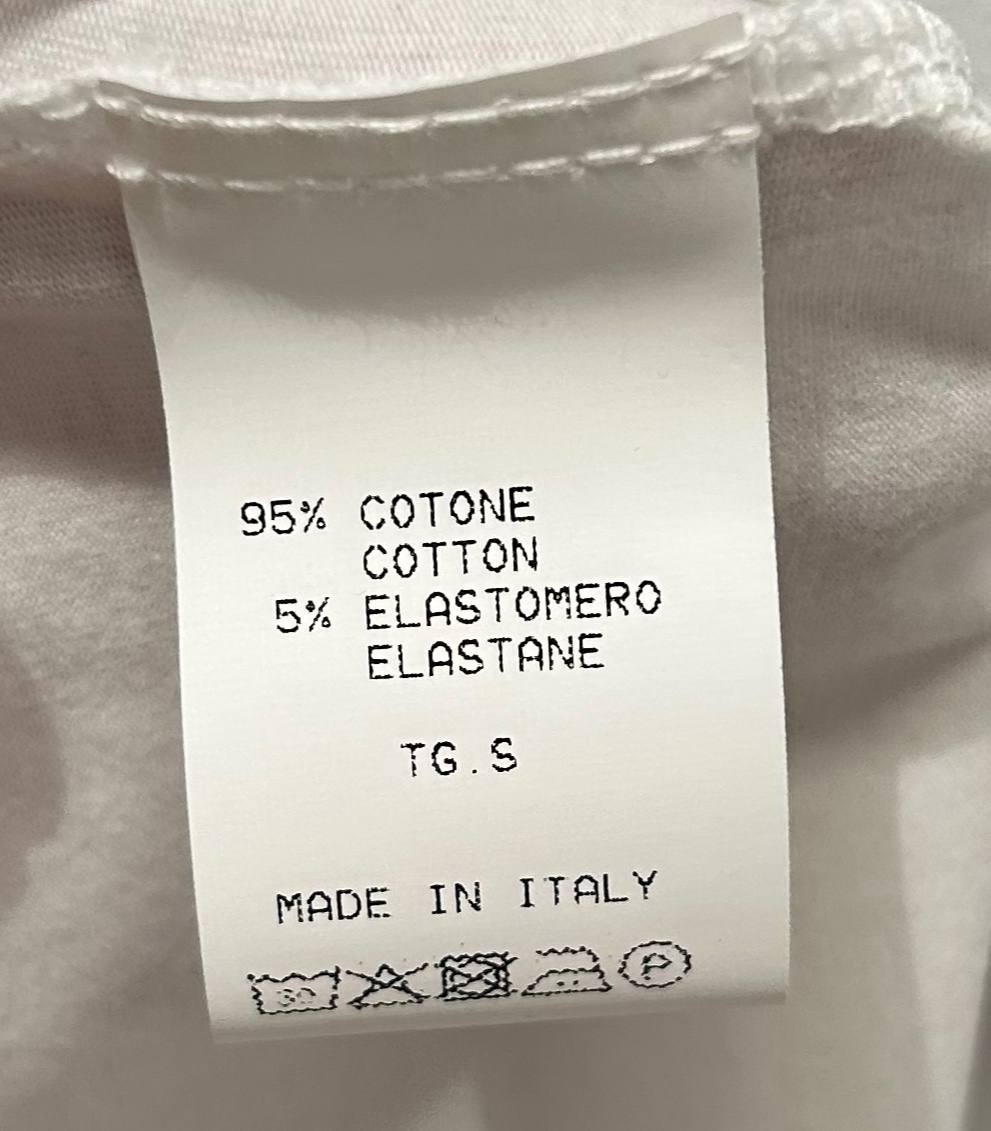 95% COTONE
COTTON
5% ELASTOMERO
ELASTANE
TG.S
MADE IN ITALY
30 P